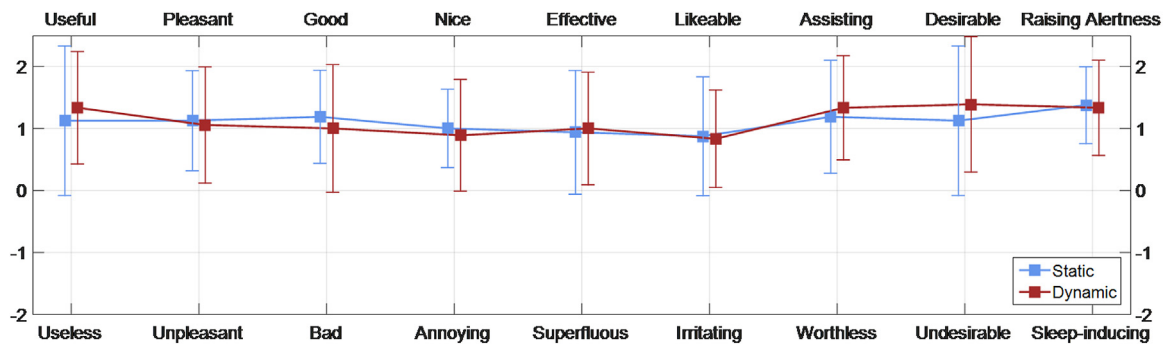 Useful Pleasant Good Nice Effective Likeable Assisting Desirable Raising Alertness
2 2
1 1
0 0
-1 -1
Static
Dynamic
-2 -2
Useless Unpleasant Bad Annoying Superfluous Irritating Worthless Undesirable Sleep-inducing